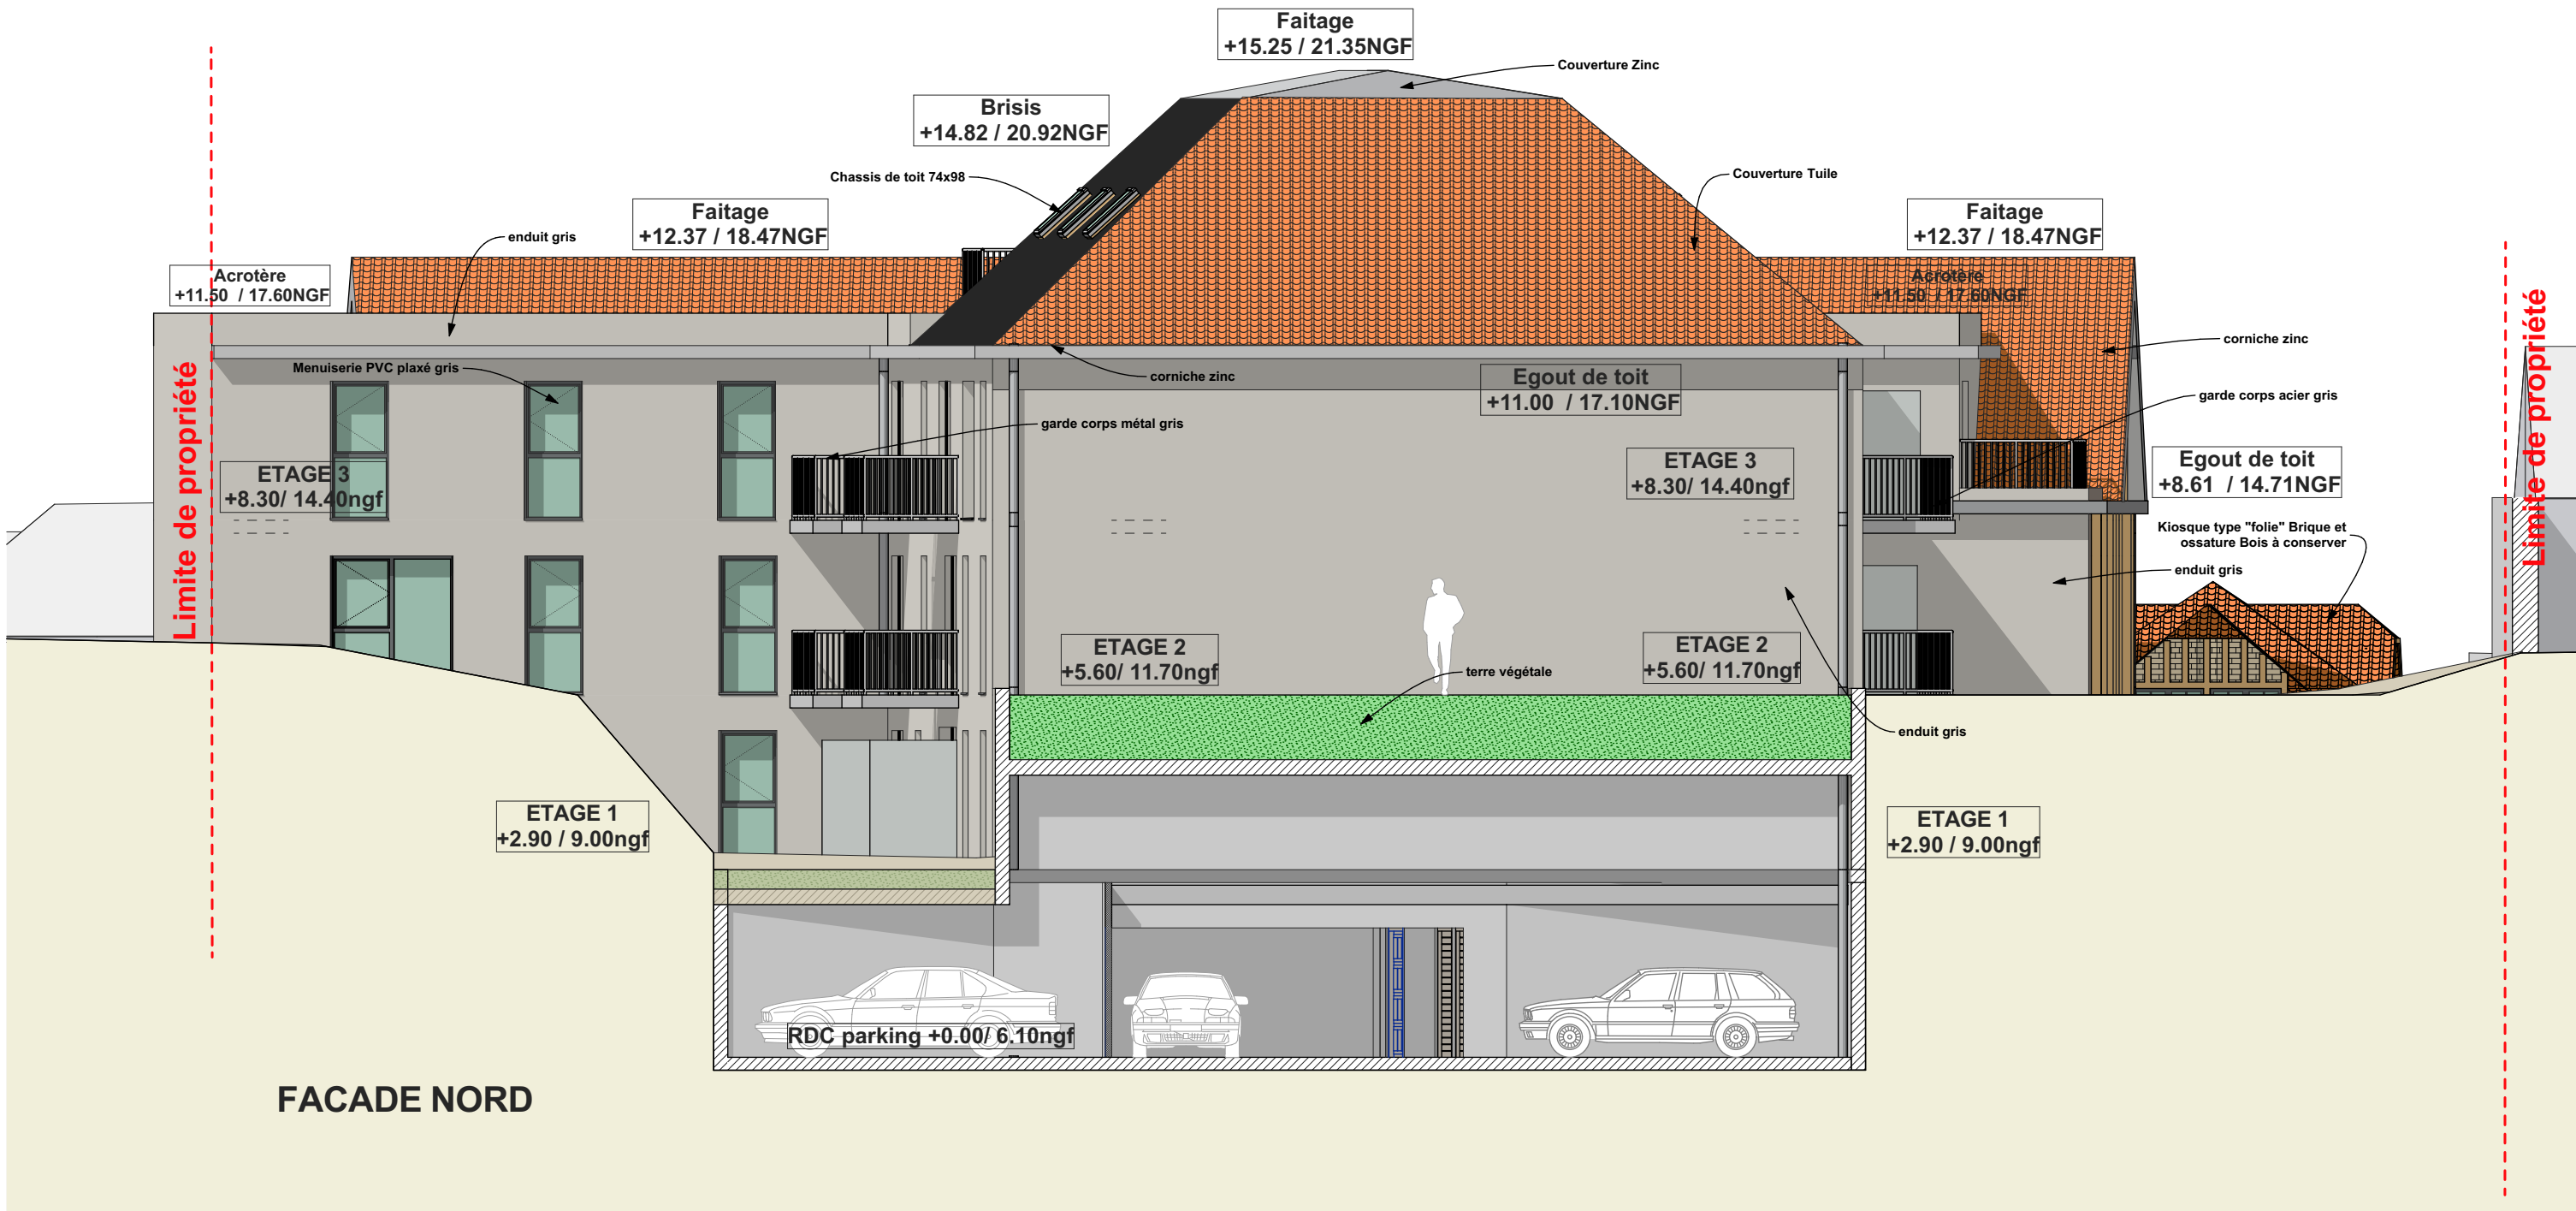 Faitage
+15.25 / 21.35NGF
Couverture Zinc
Brisis
+14.82 / 20.92NGF
Chassis de toit 74x98
Couverture Tuile
Faitage
+12.37 / 18.47NGF
Faitage
+12.37 / 18.47NGF
enduit gris
Acrotère
+11.50 / 17.60NGF
Acrotère
+11.50 / 17.60NGF
Limite de propriété
Limite de propriété
corniche zinc
Menuiserie PVC plaxé gris
corniche zinc
Egout de toit
+11.00 / 17.10NGF
garde corps acier gris
garde corps métal gris
ETAGE 3
+8.30/ 14.40ngf
ETAGE 3
+8.30/ 14.40ngf
Egout de toit
+8.61 / 14.71NGF
Kiosque type "folie" Brique et
ossature Bois à conserver
enduit gris
ETAGE 2
+5.60/ 11.70ngf
ETAGE 2
+5.60/ 11.70ngf
terre végétale
enduit gris
ETAGE 1
+2.90 / 9.00ngf
ETAGE 1
+2.90 / 9.00ngf
RDC parking +0.00/ 6.10ngf
FACADE NORD